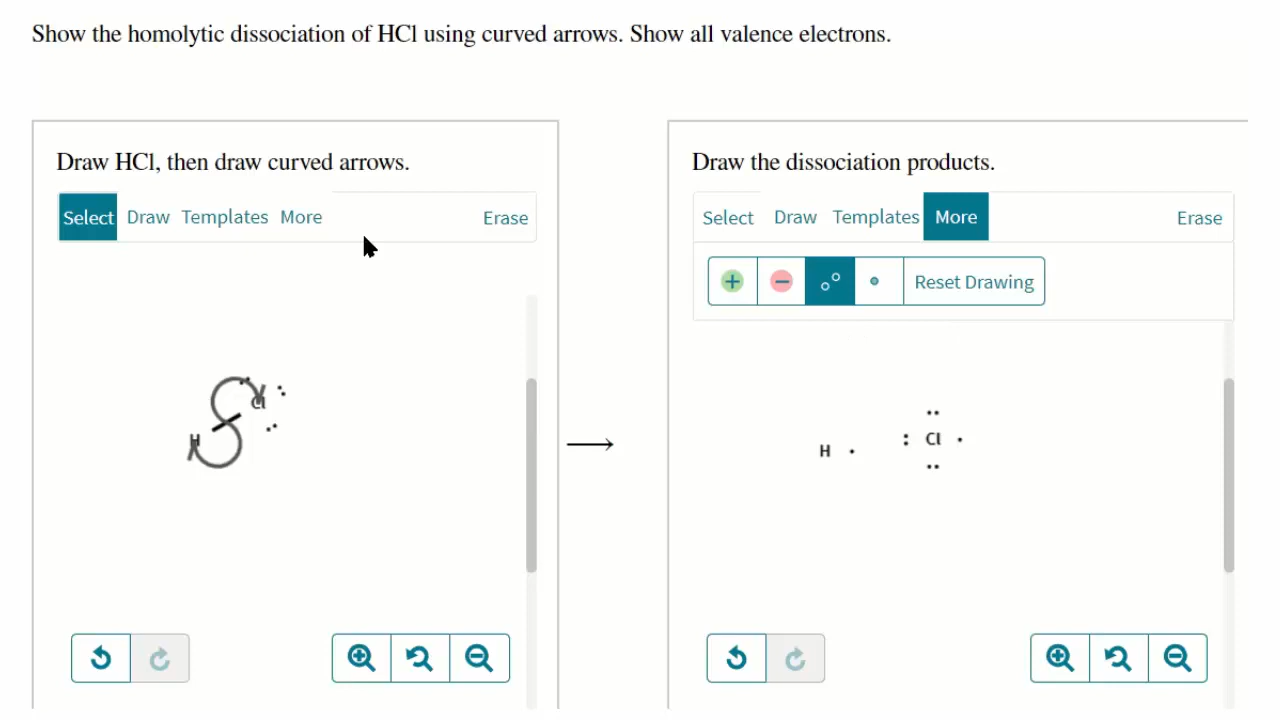 Show the homolytic dissociation of HCl using curved arrows. Show all valence electrons.
Draw HCl, then draw curved arrows.
Select Draw Templates More Erase
H
Cl
Draw the dissociation products.
Select Draw Templates More Erase
Reset Drawing
H · : Cl ·